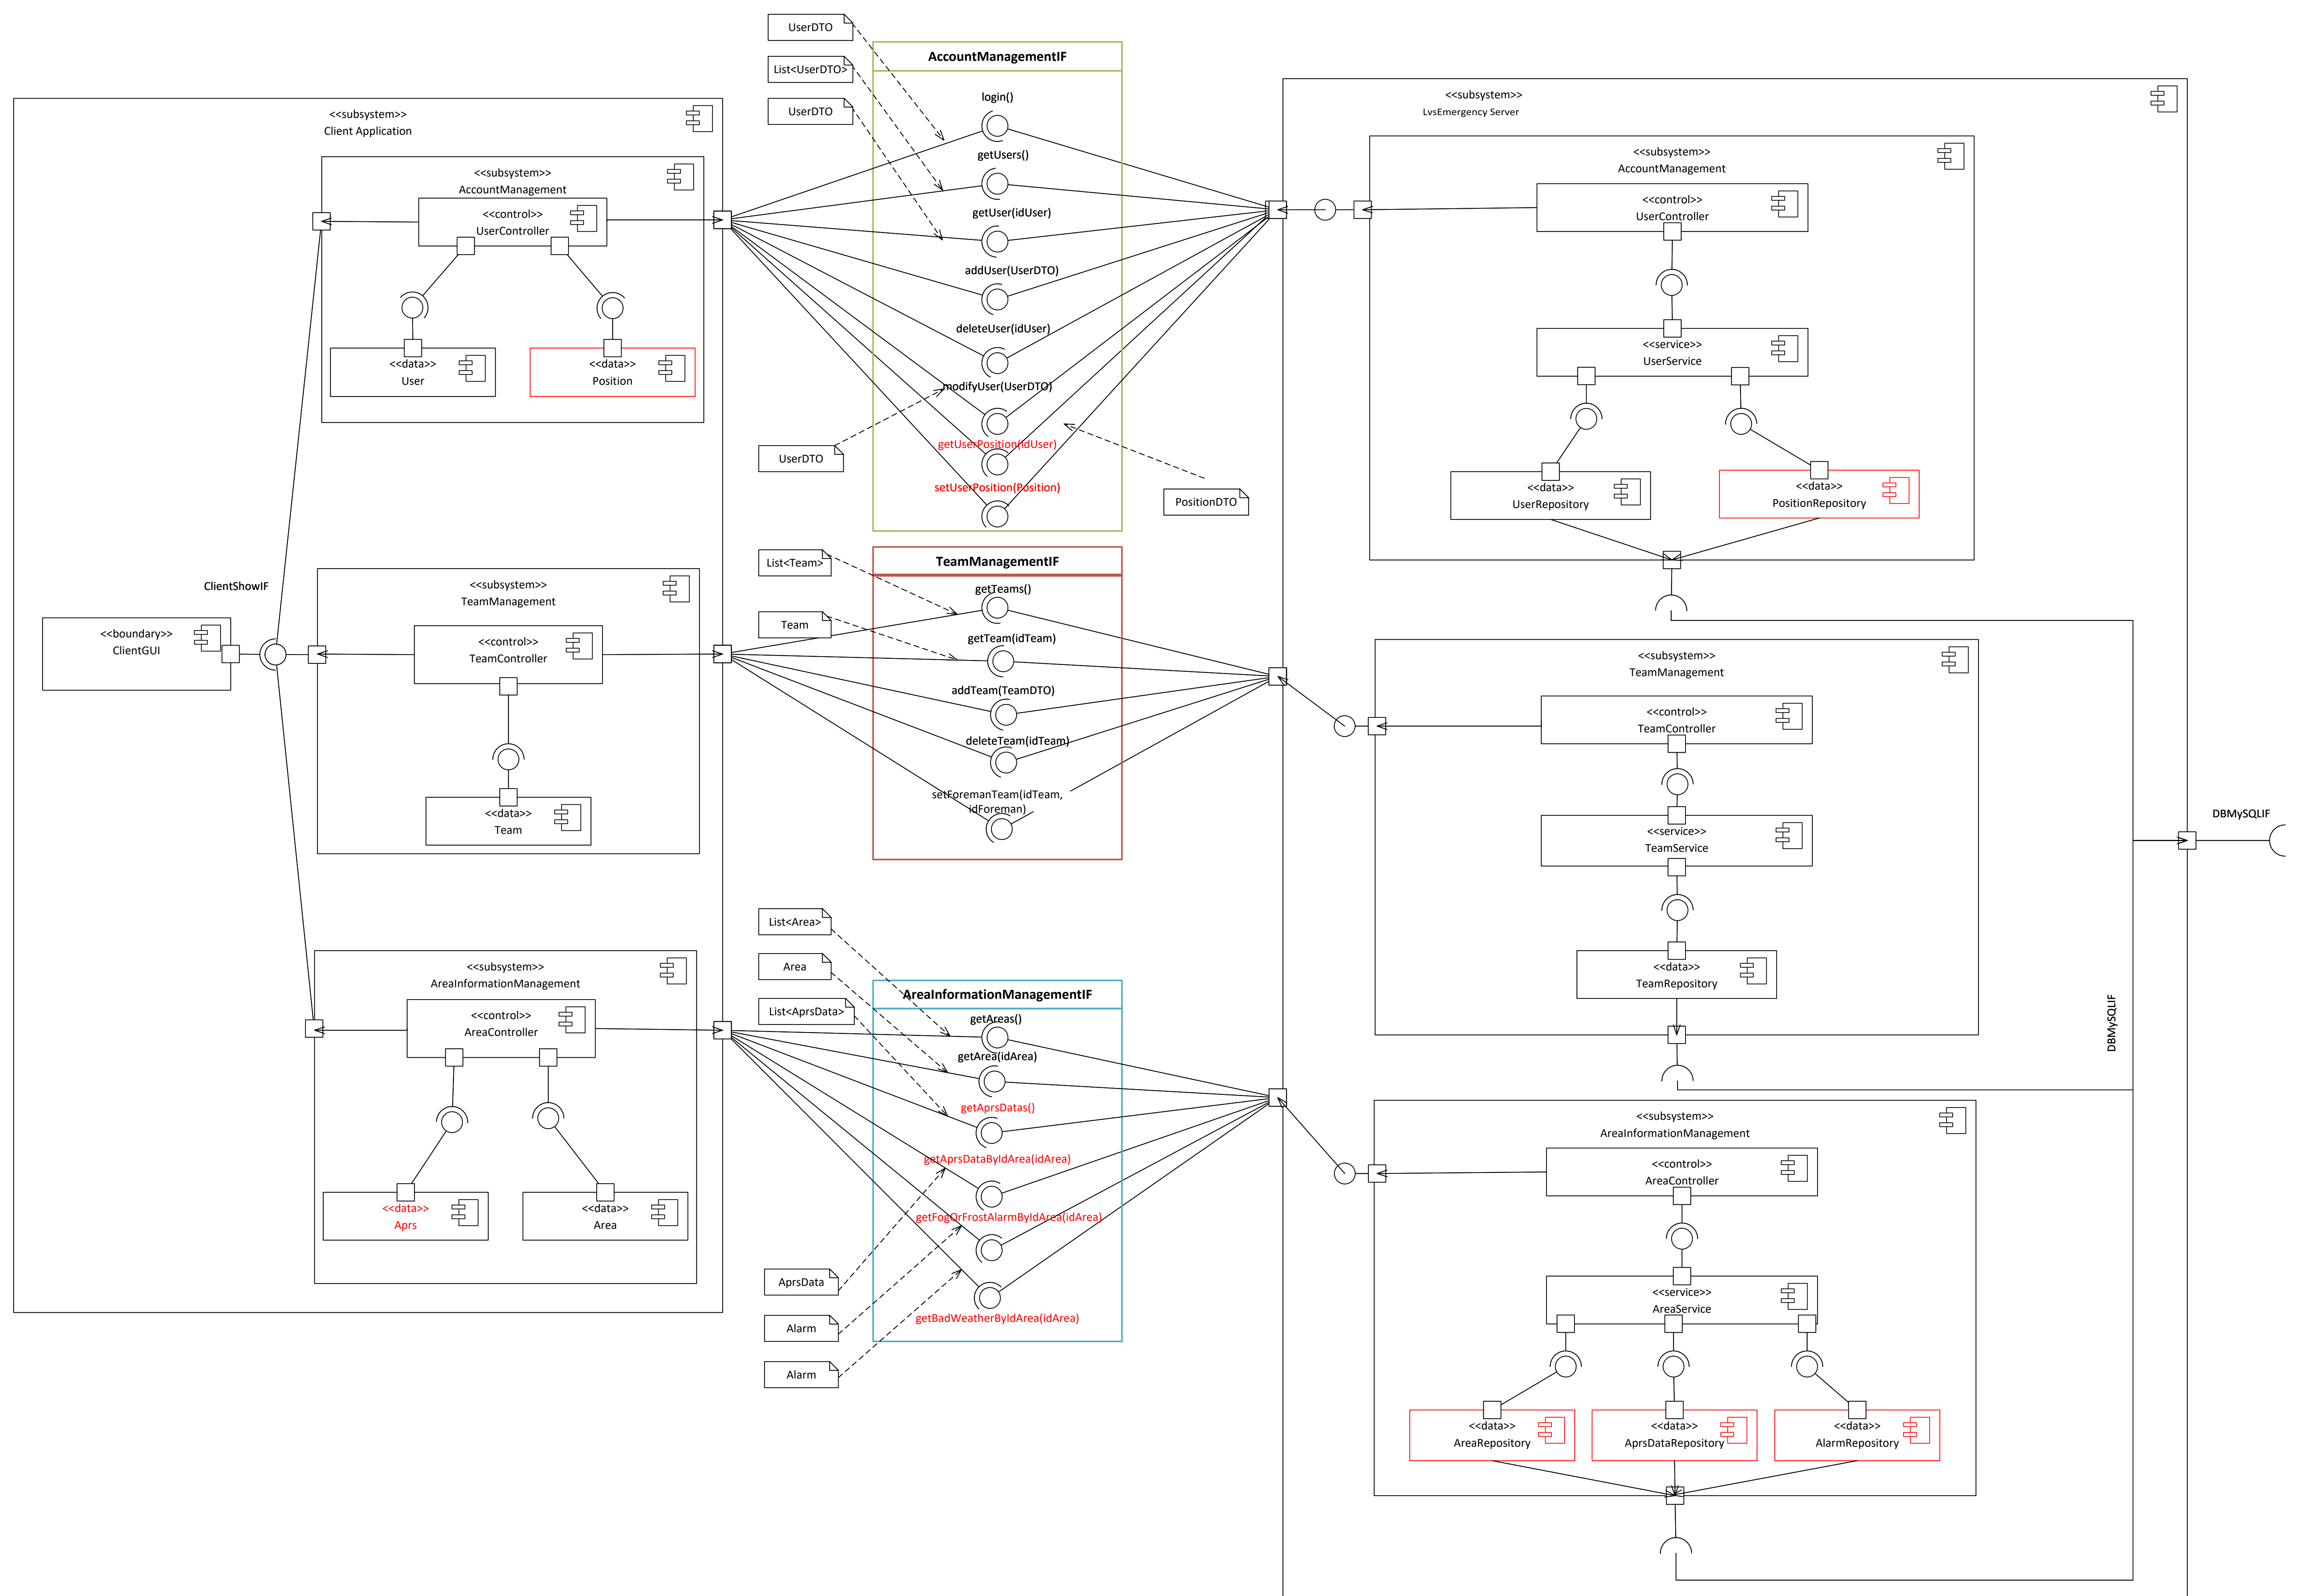 <<subsystem>>
Client Application
<<subsystem>>
AccountManagement
<<control>>
UserController
<<data>>
User
<<data>>
Position
ClientShowIF
<<boundary>>
ClientGUI
<<subsystem>>
TeamManagement
<<control>>
TeamController
<<data>>
Team
<<subsystem>>
AreaInformationManagement
<<control>>
AreaController
<<data>>
Aprs
<<data>>
Area
UserDTO
List<UserDTO>
UserDTO
AccountManagementIF
login()
getUsers()
getUser(idUser)
addUser(UserDTO)
deleteUser(idUser)
modifyUser(UserDTO)
getUserPosition(idUser)
setUserPosition(Position)
UserDTO
PositionDTO
List<Team>
Team
TeamManagementIF
getTeams()
getTeam(idTeam)
addTeam(TeamDTO)
deleteTeam(idTeam)
setForemanTeam(idTeam,
idForeman)
List<Area>
Area
List<AprsData>
AreaInformationManagementIF
getAreas()
getArea(idArea)
getAprsDatas()
getAprsDataByIdArea(idArea)
getFogOrFrostAlarmByIdArea(idArea)
getBadWeatherByIdArea(idArea)
AprsData
Alarm
Alarm
<<subsystem>>
LvsEmergency Server
<<subsystem>>
AccountManagement
<<control>>
UserController
<<service>>
UserService
<<data>>
UserRepository
<<data>>
PositionRepository
<<subsystem>>
TeamManagement
<<control>>
TeamController
<<service>>
TeamService
<<data>>
TeamRepository
<<subsystem>>
AreaInformationManagement
<<control>>
AreaController
<<service>>
AreaService
<<data>>
AreaRepository
<<data>>
AprsDataRepository
<<data>>
AlarmRepository
DBMySQLIF
DBMySQLIF